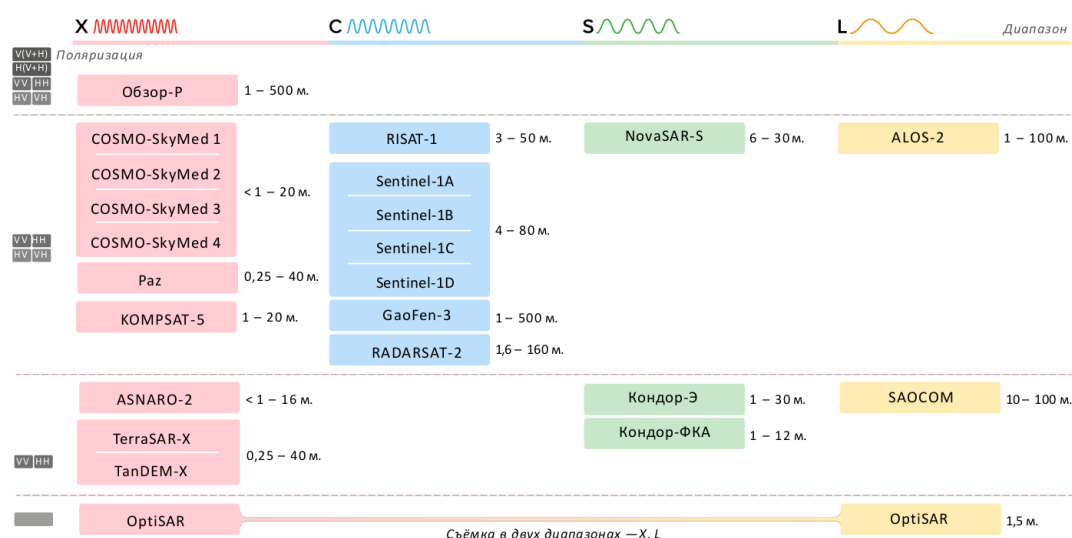 X C S L Диапазон
V(V+H) Поляризация
H(V+H)
VV HH
HV VH
Обзор-Р 1 – 500 м.
COSMO-SkyMed 1 RISAT-1 3 – 50 м. NovaSAR-S 6 – 30 м. ALOS-2 1 – 100 м.
COSMO-SkyMed 2 Sentinel-1A
< 1 – 20 м.
COSMO-SkyMed 3 Sentinel-1B
4 – 80 м.
VV HH COSMO-SkyMed 4 Sentinel-1C
HV VH
Paz 0,25 – 40 м. Sentinel-1D
KOMPSAT-5 1 – 20 м. GaoFen-3 1 – 500 м.
RADARSAT-2 1,6 – 160 м.
ASNARO-2 < 1 – 16 м. Кондор-Э 1 – 30 м. SAOCOM 10 – 100 м.
TerraSAR-X Кондор-ФКА 1 – 12 м.
0,25 – 40 м.
VV HH
TanDEM-X
OptiSAR OptiSAR 1,5 м.
Съёмка в двух диапазонах —X, L